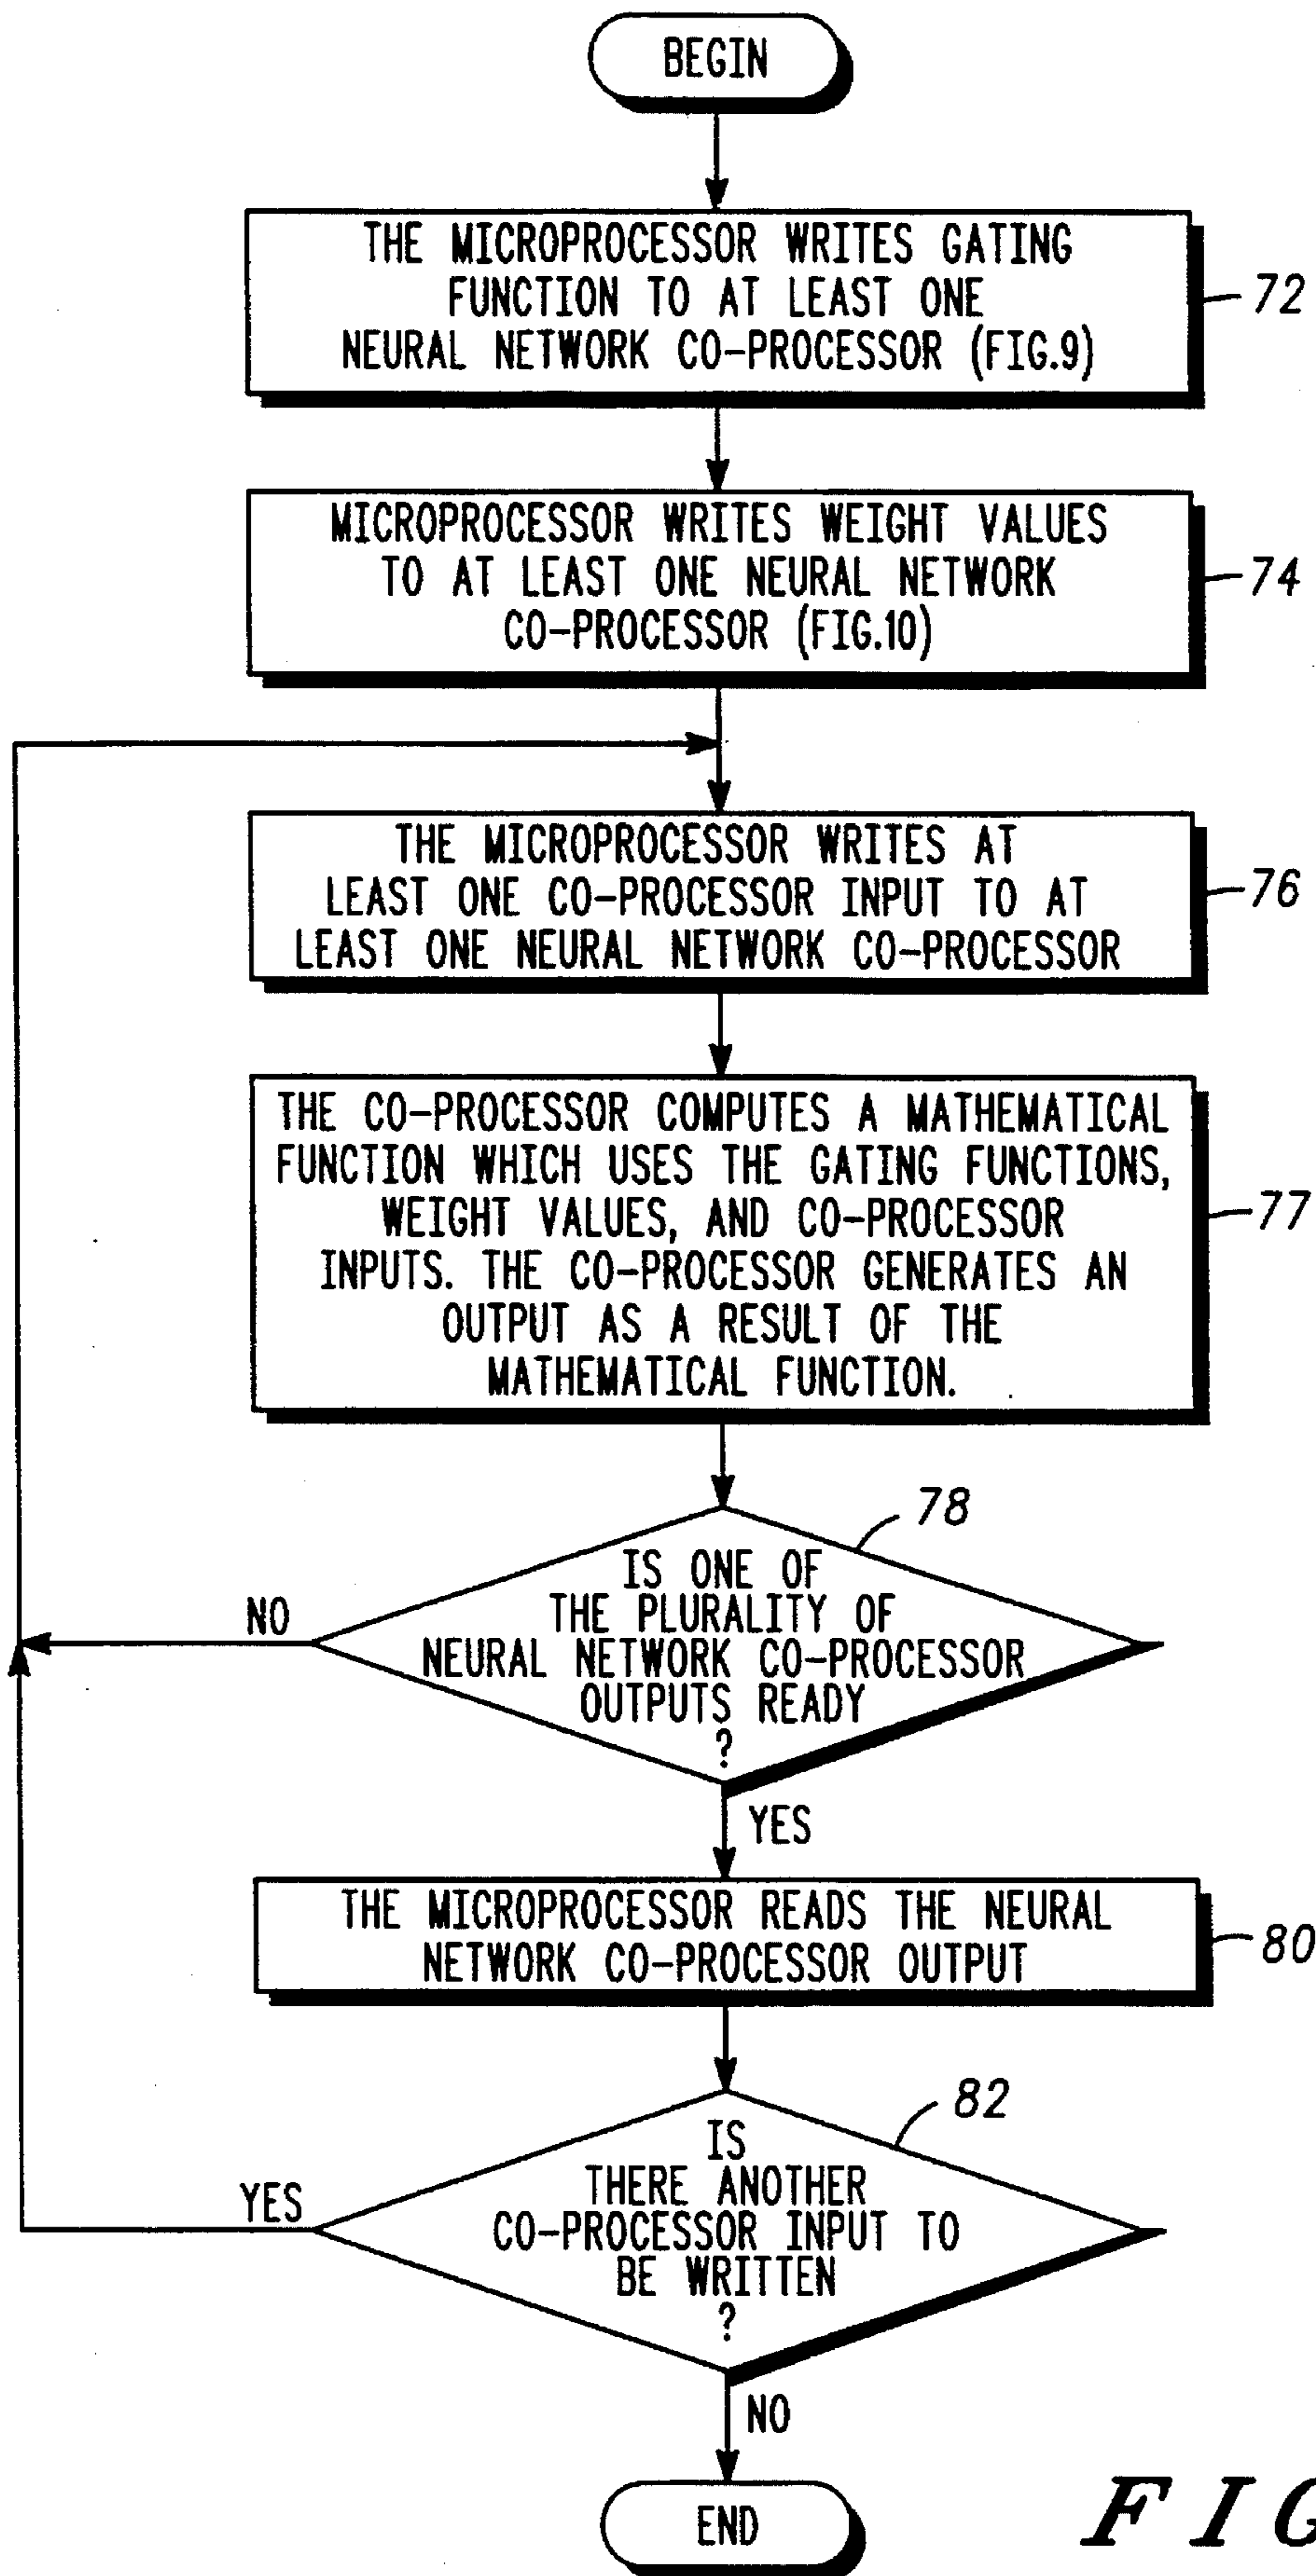 BEGIN
THE MICROPROCESSOR WRITES GATING
FUNCTION TO AT LEAST ONE
NEURAL NETWORK CO-PROCESSOR (FIG.9)
72
MICROPROCESSOR WRITES WEIGHT VALUES
TO AT LEAST ONE NEURAL NETWORK
CO-PROCESSOR (FIG.10)
74
THE MICROPROCESSOR WRITES AT
LEAST ONE CO-PROCESSOR INPUT TO AT
LEAST ONE NEURAL NETWORK CO-PROCESSOR
76
THE CO-PROCESSOR COMPUTES A MATHEMATICAL
FUNCTION WHICH USES THE GATING FUNCTIONS,
WEIGHT VALUES, AND CO-PROCESSOR
INPUTS. THE CO-PROCESSOR GENERATES AN
OUTPUT AS A RESULT OF THE
MATHEMATICAL FUNCTION.
77
78
IS ONE OF
THE PLURALITY OF
NEURAL NETWORK CO-PROCESSOR
OUTPUTS READY
?
NO
YES
THE MICROPROCESSOR READS THE NEURAL
NETWORK CO-PROCESSOR OUTPUT
80
82
IS
THERE ANOTHER
CO-PROCESSOR INPUT TO
BE WRITTEN
?
YES
NO
END
FIG